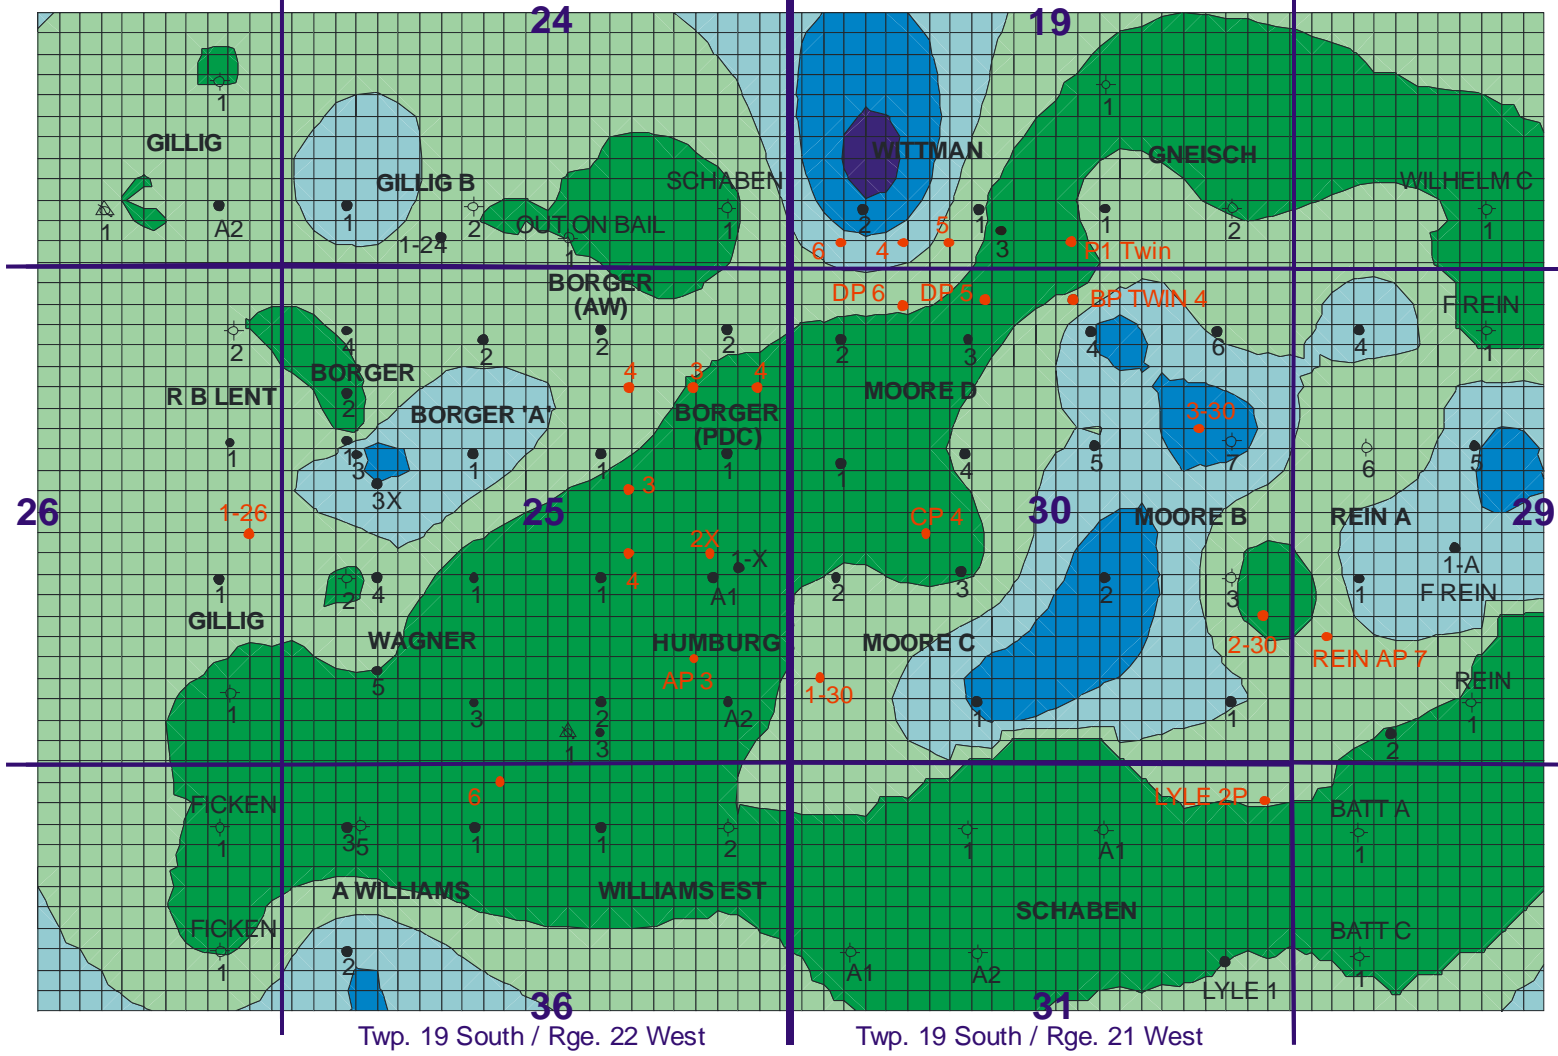 24
19
1
1
GILLIG
WITTMAN
GNEISCH
GILLIG B
SCHABEN
WILHELM C
1
A2
1
2
OUT ON BAIL
1
2
1
1
2
1
1-24
1
6
4
5
3
P1 Twin
BORGER
(AW)
DP 6
DP 5
BP TWIN 4
F REIN
2
4
2
2
2
2
3
4
6
4
1
BORGER
4
3
4
MOORE D
R B LENT
2
BORGER 'A'
BORGER
(PDC)
3-30
1
1
3
1
1
1
1
4
5
7
6
5
3X
3
26
1-26
25
CP 4
30
MOORE B
REIN A
29
2X
1-X
1-A
1
2
4
1
1
4
A1
2
3
2
3
1
F REIN
GILLIG
WAGNER
HUMBURG
MOORE C
2-30
REIN AP 7
AP 3
1-30
REIN
1
5
3
2
A2
1
1
1
1
3
2
6
LYLE 2P
FICKEN
BATT A
1
3
5
1
1
2
1
A1
1
A WILLIAMS
WILLIAMS EST
SCHABEN
FICKEN
BATT C
1
2
A1
A2
1
LYLE 1
36
31
Twp. 19 South / Rge. 22 West
Twp. 19 South / Rge. 21 West